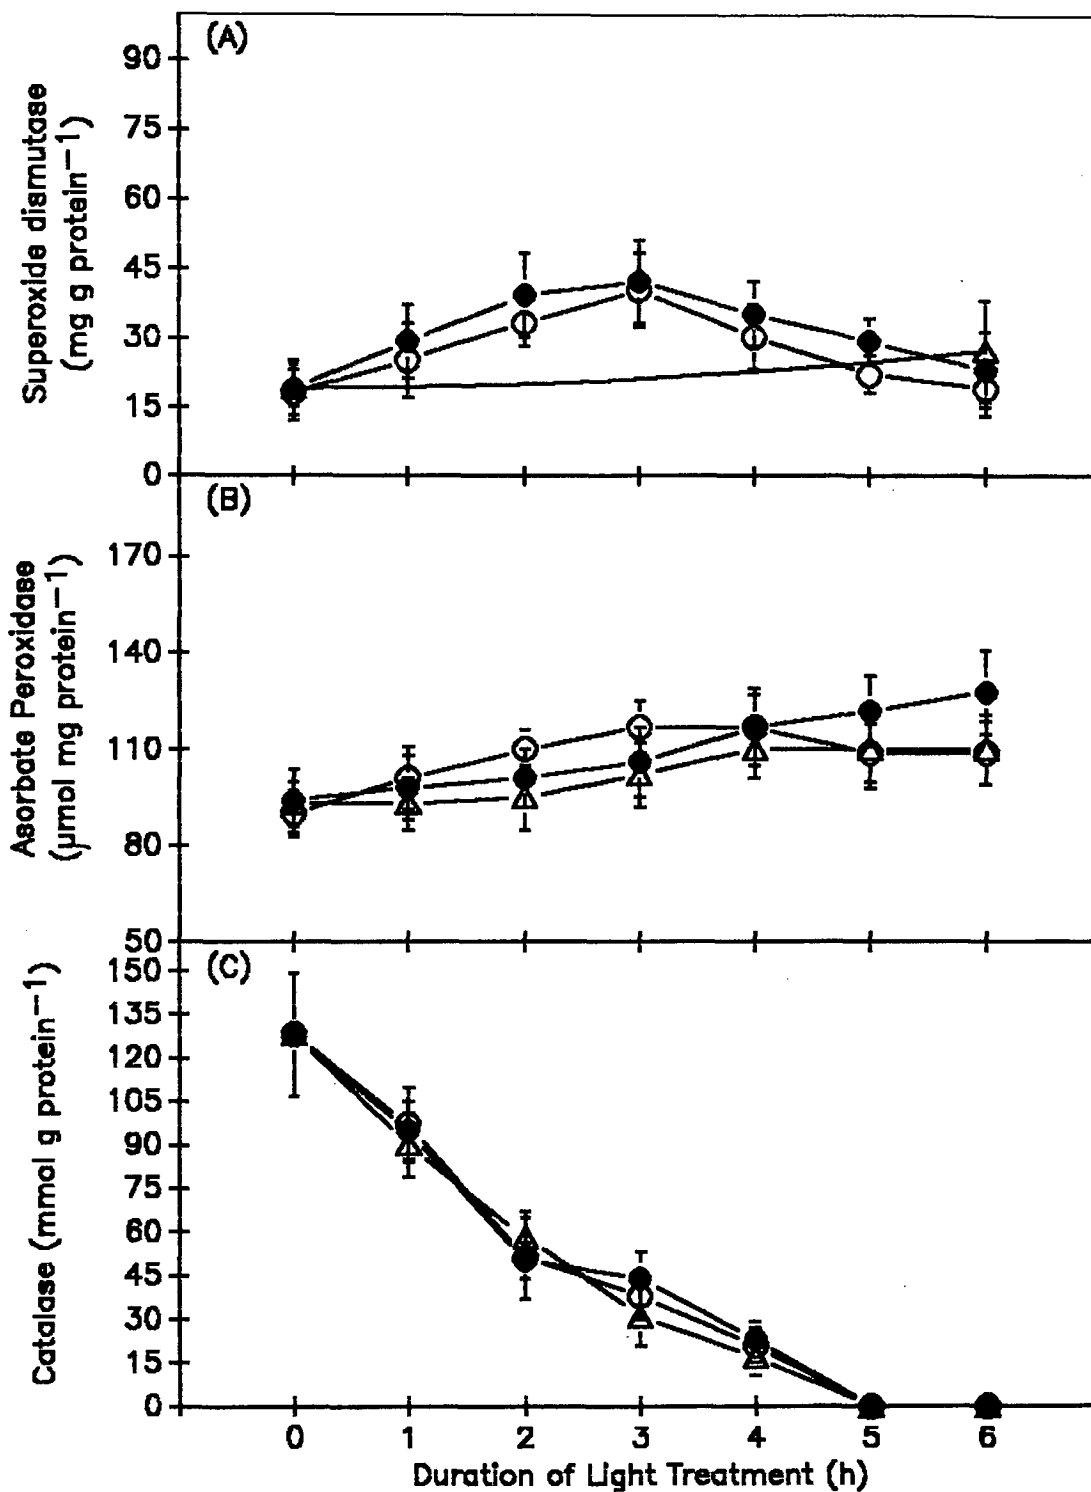 (A)
Superoxide dismutase
(mg g protein—1)
90
75
60
45
30
15
0
(B)
Asorbate Peroxidase
(μmol mg protein—1)
170
140
110
80
50
(C)
Catalase (mmol g protein—1)
150
135
120
105
90
75
60
45
30
15
0
0 1 2 3 4 5 6
Duration of Light Treatment (h)